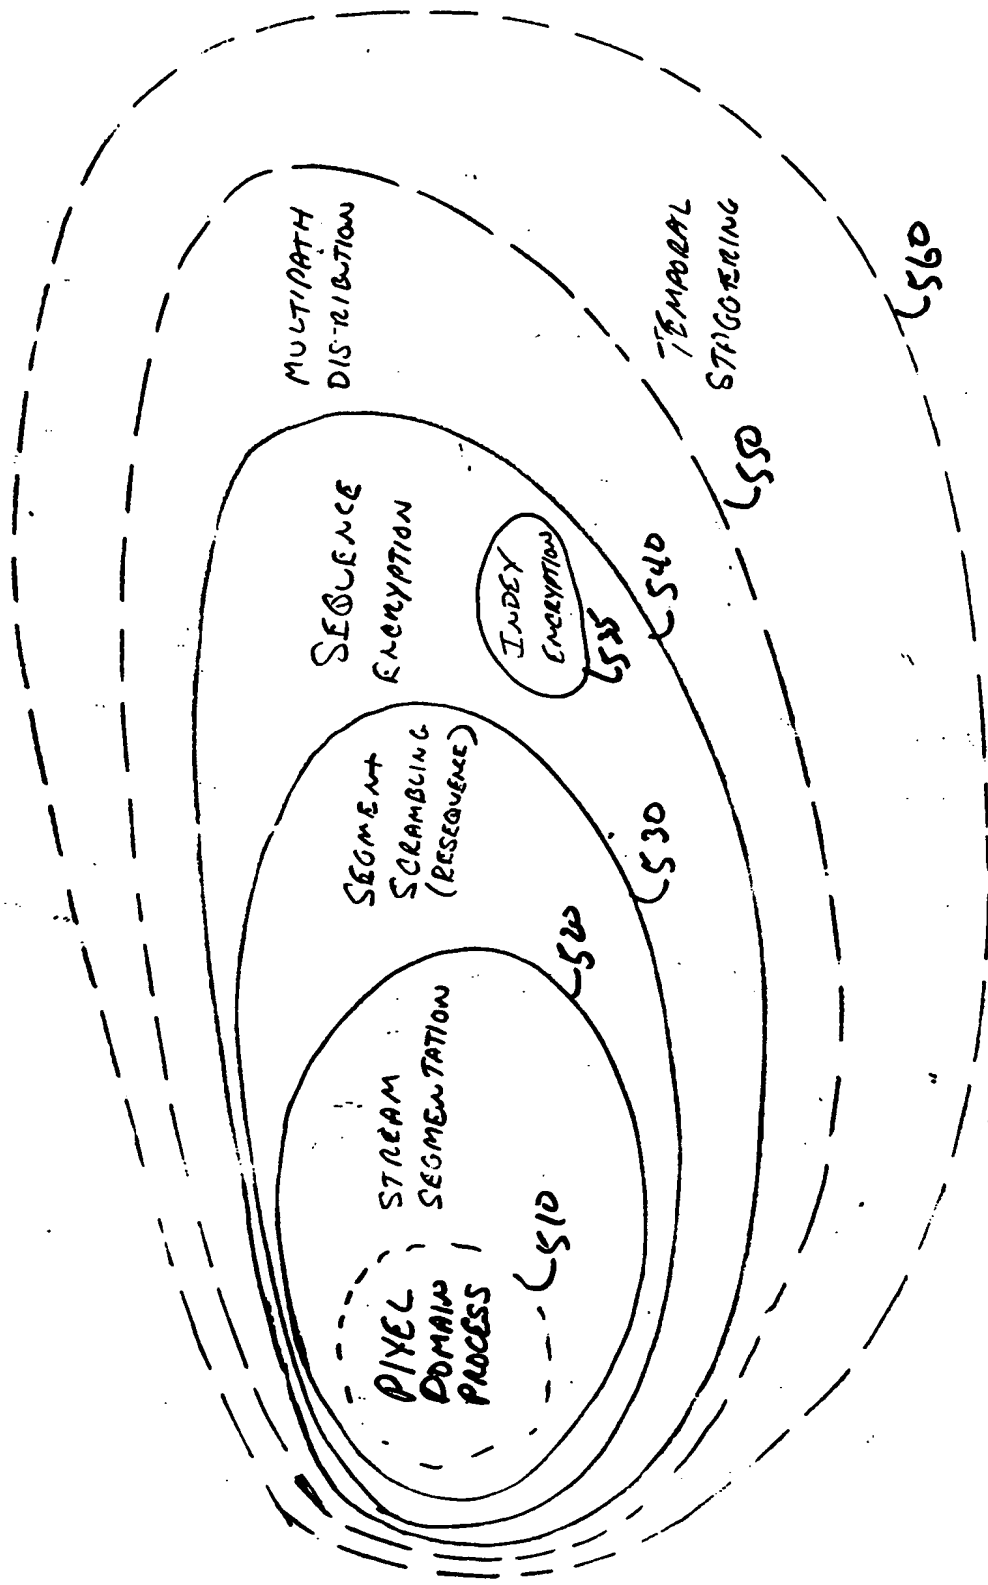 PIXEL
DOMAIN
PROCESS
510
STREAM
SEGMENTATION
520
SEGMENT
SCRAMBLING
(RESEQUENCE)
530
SEQUENCE
ENCRYPTION
INDEX
ENCRYPTION
535
540
MULTIPATH
DISTRIBUTION
550
TEMPORAL
STAGGERING
560